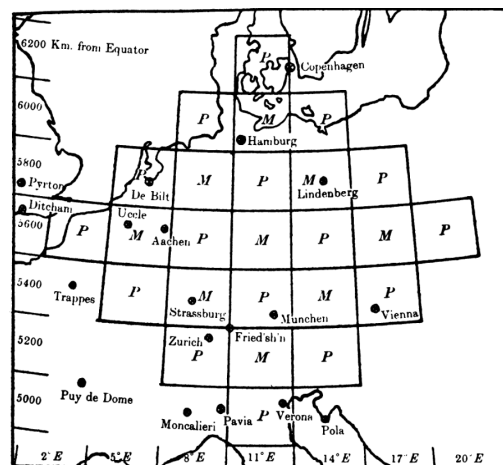 6200 Km. from Equator
P
Copenhagen
6000
P M P
Hamburg
5800
P M P M P
Pyrton
De Bilt
Lindenberg
Ditcham
5600
Uccle
P M P M P M P
Aachen
5400
P M P M P
Trappes
Strassburg
Munchen
Vienna
Zurich
Fried'sh'n
5200
P M P
Puy de Dome
5000
Moncalieri
Pavia
P
Verona
Pola
2°E 5°E 8°E 11°E 14°E 17°E 20°E